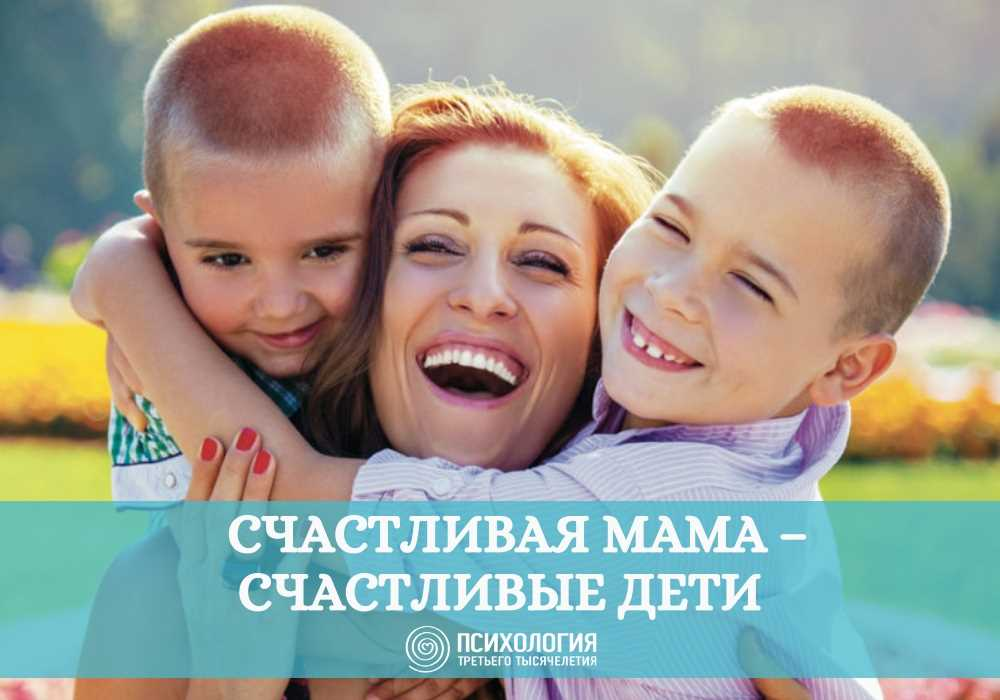 СЧАСТЛИВАЯ МАМА –
СЧАСТЛИВЫЕ ДЕТИ
ПСИХОЛОГИЯ
ТРЕТЬЕГО ТЫСЯЧЕЛЕТИЯ